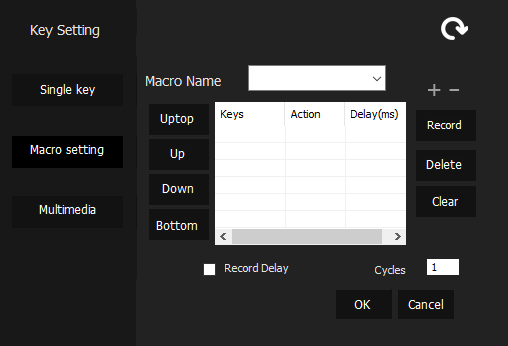 Key Setting
Single key
Macro setting
Multimedia
Macro Name
+ -
Uptop
Up
Down
Bottom
Keys Action Delay(ms)
Record
Delete
Clear
Record Delay
Cycles 1
OK Cancel